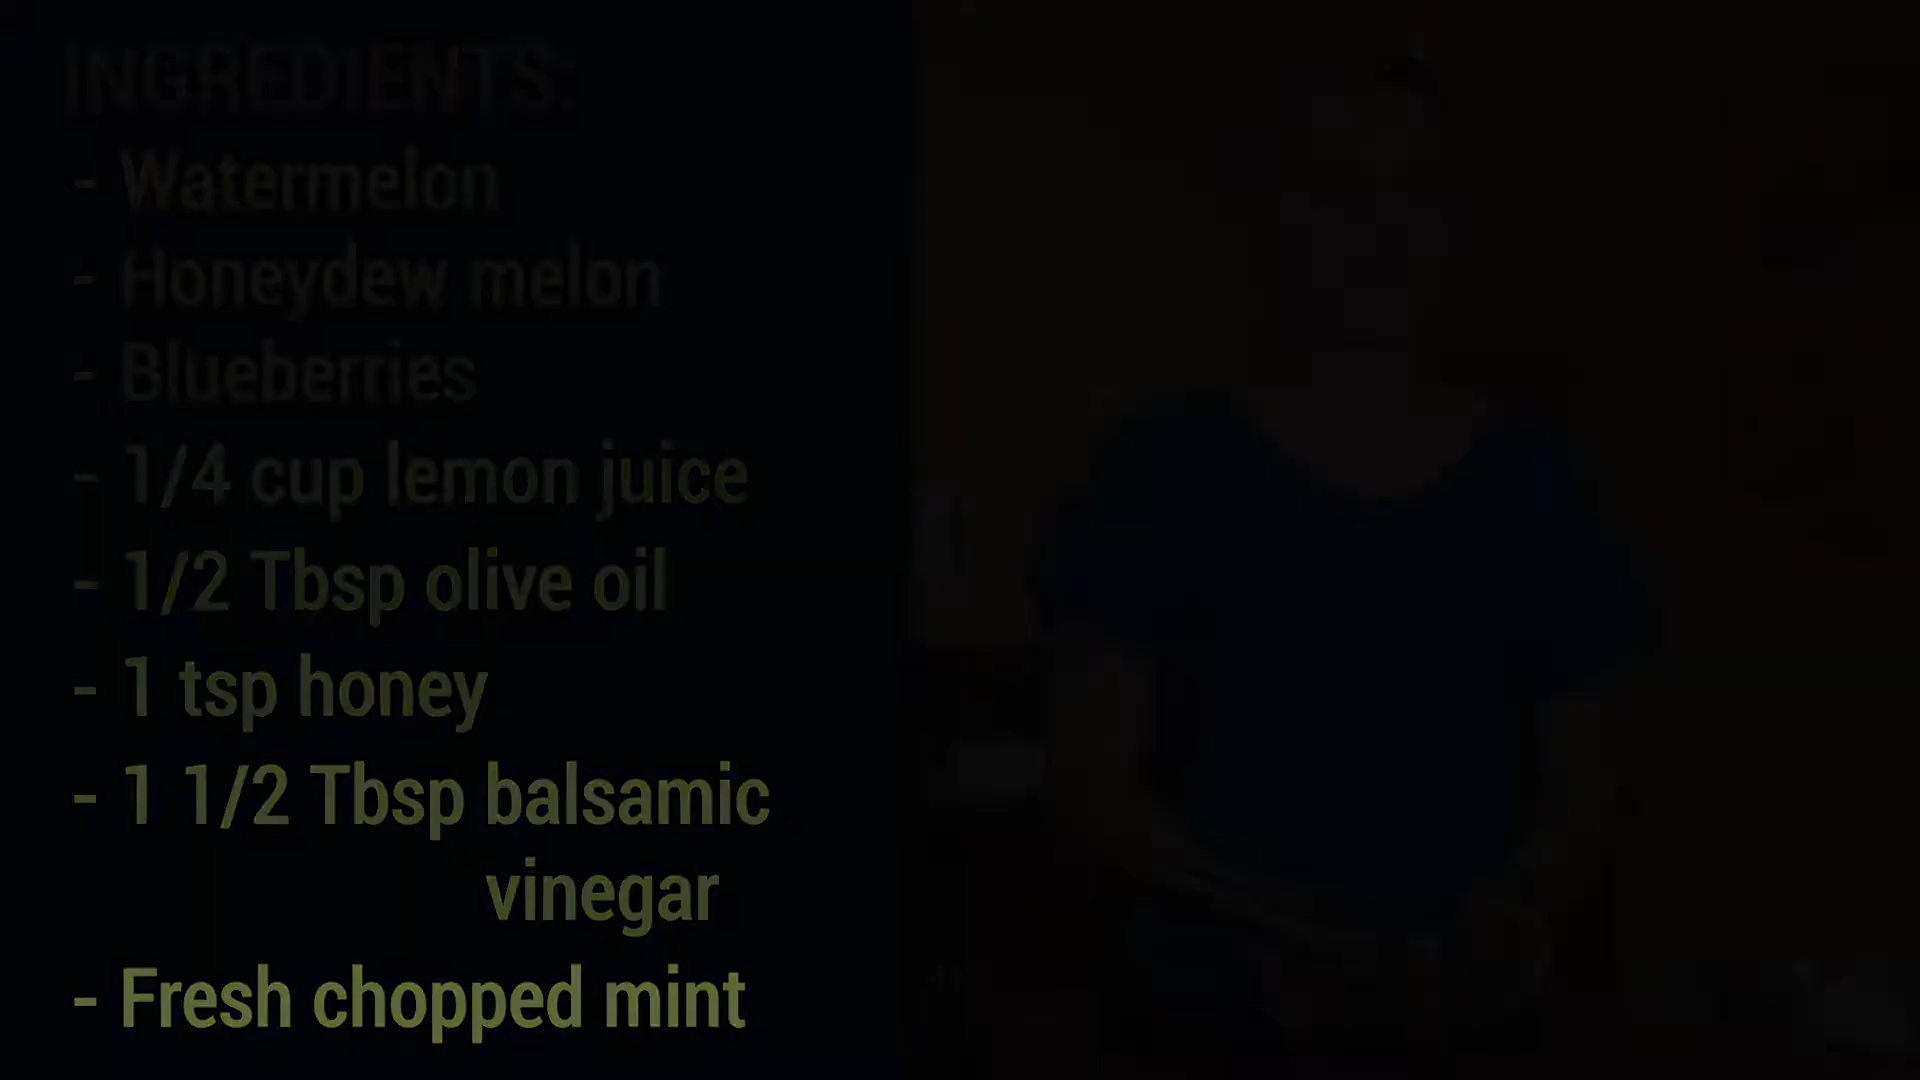 INGREDIENTS:
- Watermelon
- Honeydew melon
- Blueberries
- 1/4 cup lemon juice
- 1/2 Tbsp olive oil
- 1 tsp honey
- 1 1/2 Tbsp balsamic
vinegar
- Fresh chopped mint